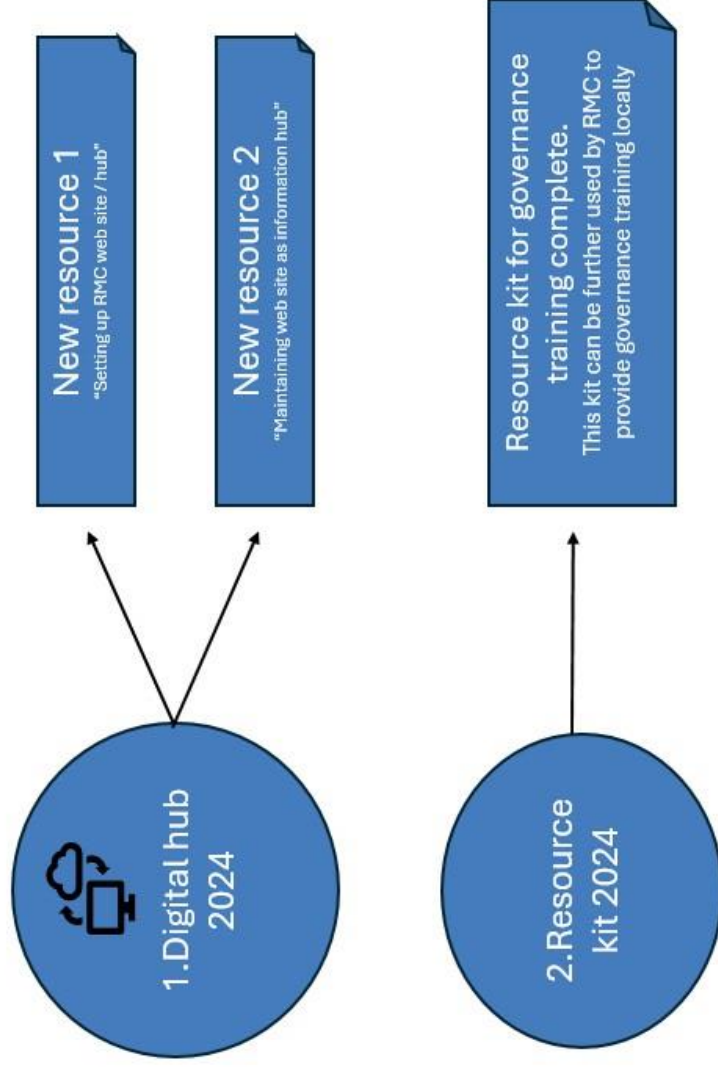 1.Digital hub
2024
New resource 1
“Setting up RMC web site / hub”
New resource 2
“Maintaining web site as information hub”
2.Resource
kit 2024
Resource kit for governance
training complete.
This kit can be further used by RMC to
provide governance training locally